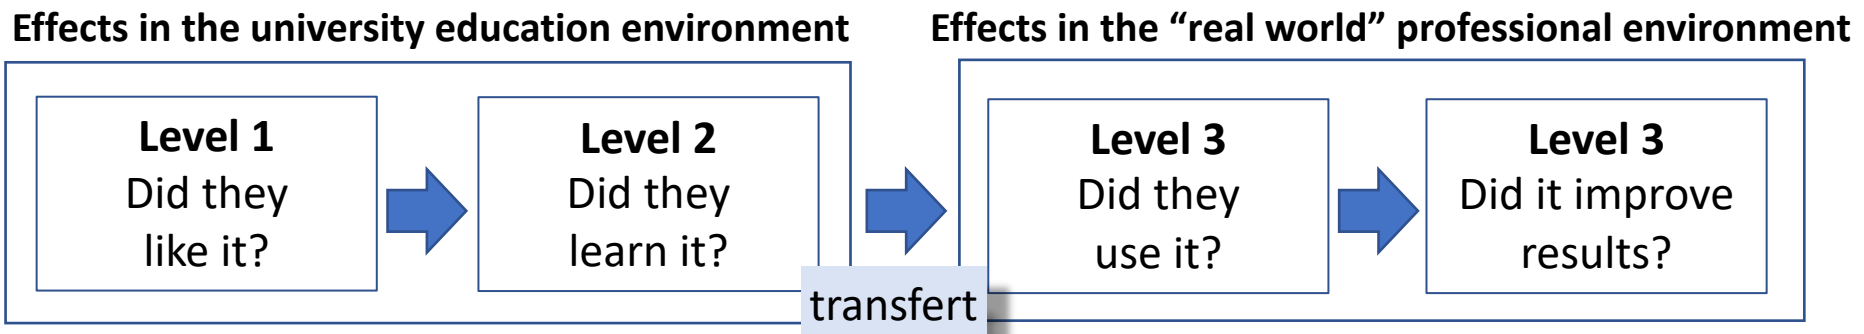 Effects in the university education environment
Effects in the “real world” professional environment
Level 1
Did they
like it?
Level 2
Did they
learn it?
transfert
Level 3
Did they
use it?
Level 3
Did it improve
results?